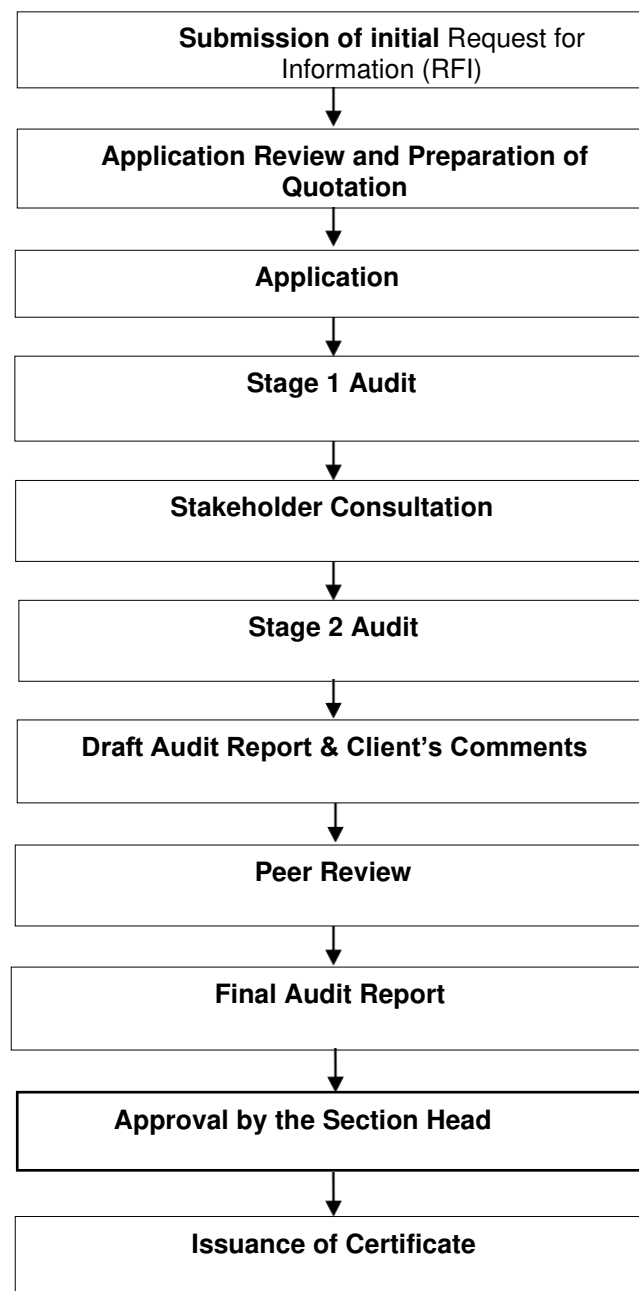 Submission of initial Request for
Information (RFI)
Application Review and Preparation of
Quotation
Application
Stage 1 Audit
Stakeholder Consultation
Stage 2 Audit
Draft Audit Report & Client’s Comments
Peer Review
Final Audit Report
Approval by the Section Head
Issuance of Certificate